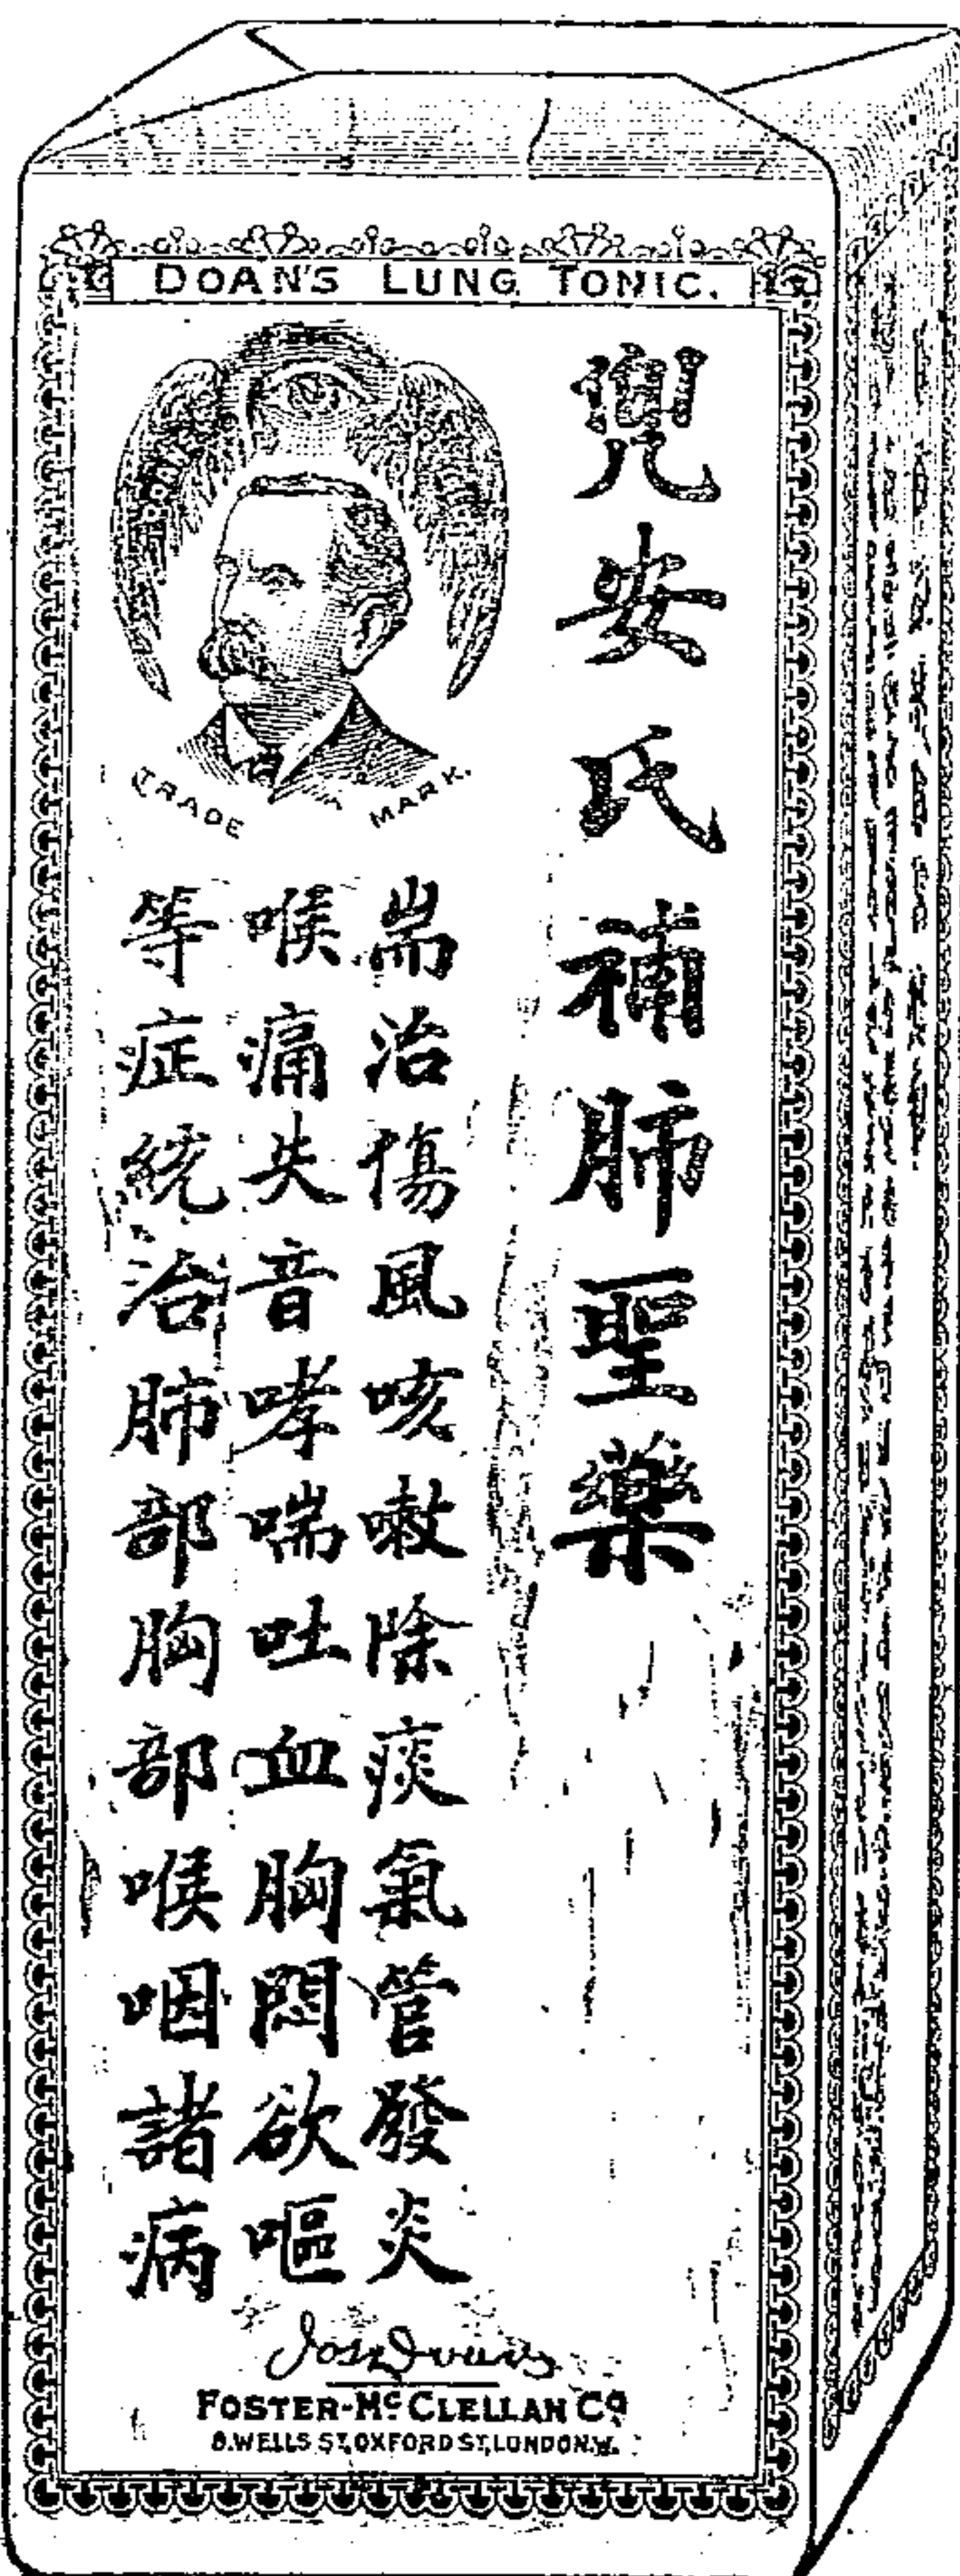 DOAN'S LUNG TONIC.
兜安氏補肺聖藥
TRADE MARK.
耑治傷風咳嗽除痰氣管發炎
喉痛失音哮喘吐血胸悶欲嘔
等症統治肺部胸部喉咽諸病
FOSTER-McCLELLAN Co
8. WELLS ST, OXFORD ST, LONDON.W.